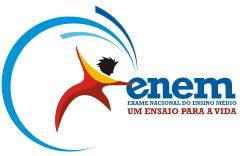 enem
EXAME NACIONAL DO ENSINO MÉDIO
UM ENSAIO PARA A VIDA